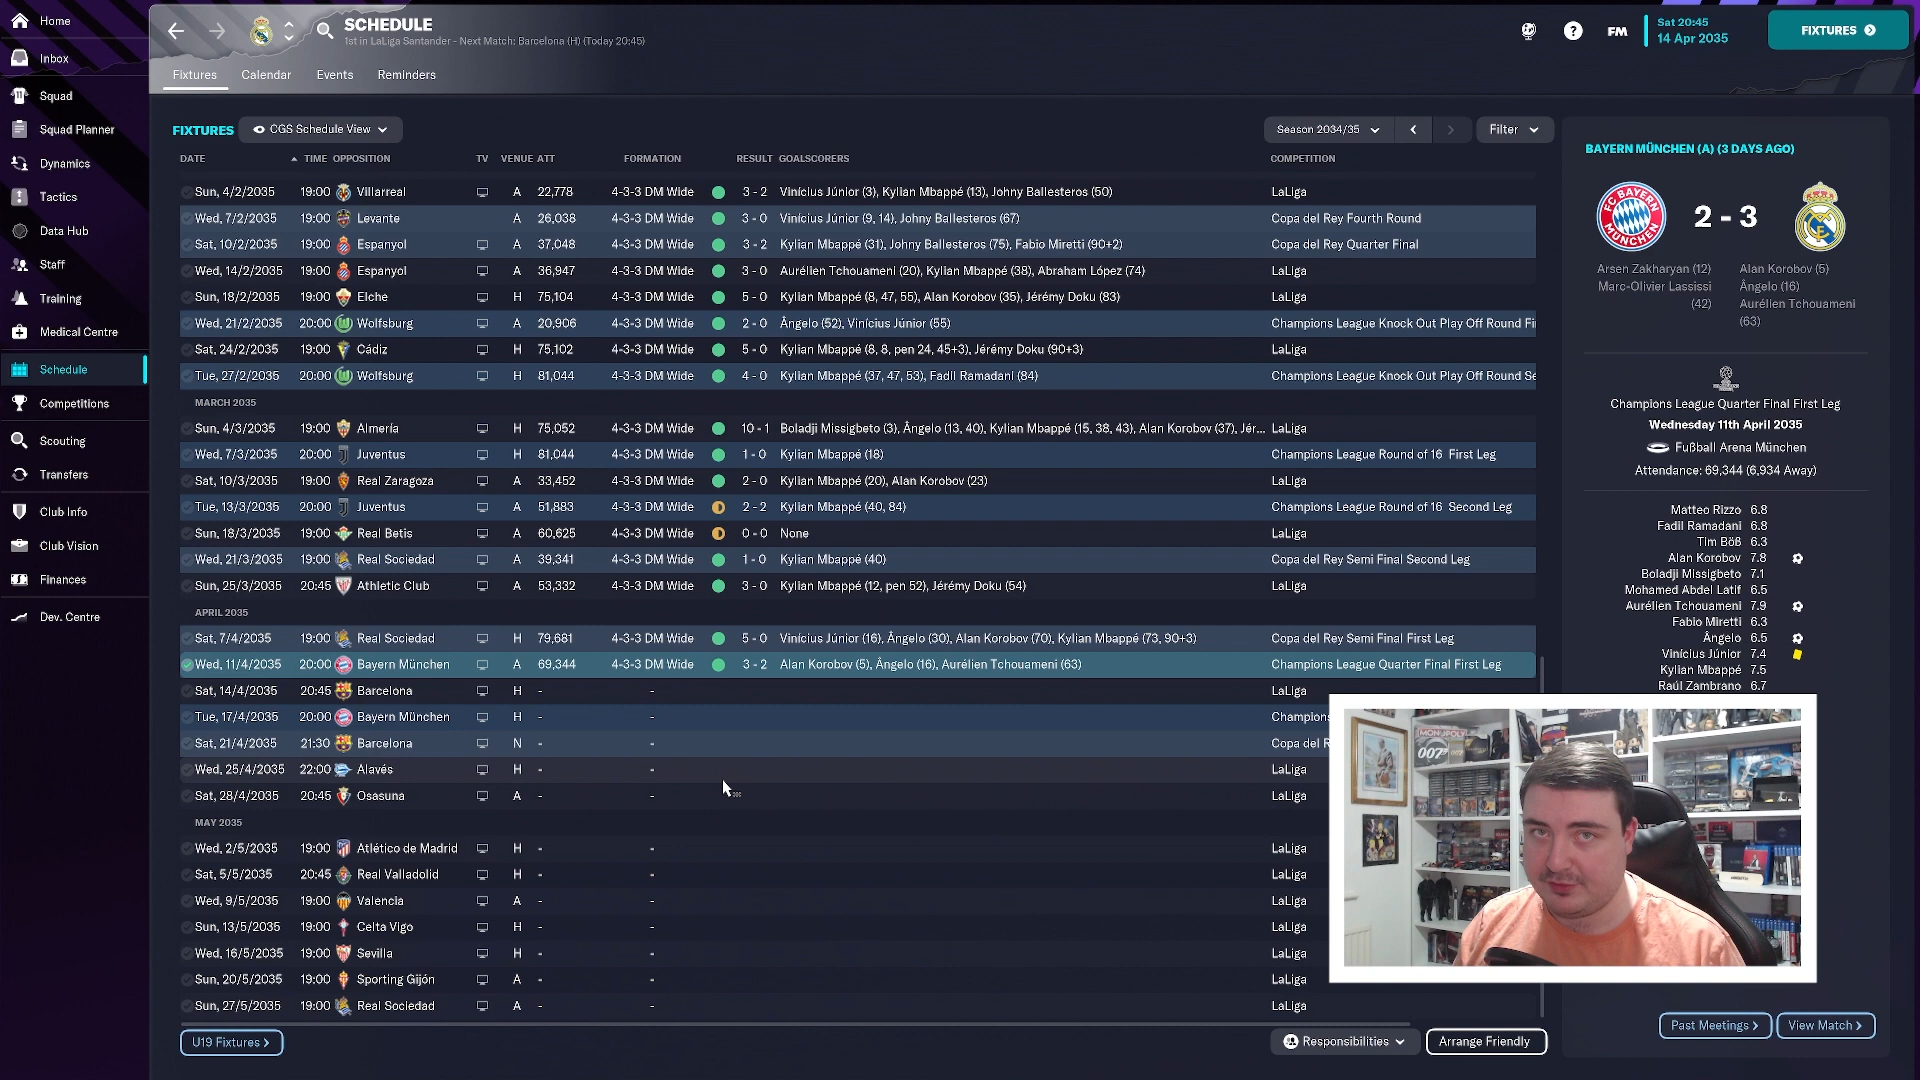 Home
Inbox
Squad
Squad Planner
Dynamics
Tactics
Data Hub
Staff
Training
Medical Centre
Schedule
Competitions
Scouting
Transfers
Club Info
Club Vision
Finances
Dev. Centre
SCHEDULE
1st in LaLiga Santander - Next Match: Barcelona (H) (Today 20:45)
FM
Sat 20:45
14 Apr 2035
FIXTURES
Fixtures Calendar Events Reminders
FIXTURES CGS Schedule View Season 2034/35 Filter
DATE TIME OPPOSITION TV VENUE ATT FORMATION RESULT GOALSCORERS COMPETITION
Sun, 4/2/2035 19:00 Villarreal A 22,778 4-3-3 DM Wide 3 - 2 Vinícius Júnior (3), Kylian Mbappé (13), Johny Ballesteros (50) LaLiga
Wed, 7/2/2035 19:00 Levante A 26,038 4-3-3 DM Wide 3 - 0 Vinícius Júnior (9, 14), Johny Ballesteros (67) Copa del Rey Fourth Round
Sat, 10/2/2035 19:00 Espanyol A 37,048 4-3-3 DM Wide 3 - 2 Kylian Mbappé (31), Johny Ballesteros (75), Fabio Miretti (90+2) Copa del Rey Quarter Final
Wed, 14/2/2035 19:00 Espanyol A 36,947 4-3-3 DM Wide 3 - 0 Aurélien Tchouameni (20), Kylian Mbappé (38), Abraham López (74) LaLiga
Sun, 18/2/2035 19:00 Elche H 75,104 4-3-3 DM Wide 5 - 0 Kylian Mbappé (8, 47, 55), Alan Korobov (35), Jérémy Doku (83) LaLiga
Wed, 21/2/2035 20:00 Wolfsburg A 20,906 4-3-3 DM Wide 2 - 0 Ângelo (52), Vinícius Júnior (55) Champions League Knock Out Play Off Round Fi
Sat, 24/2/2035 19:00 Cádiz H 75,102 4-3-3 DM Wide 5 - 0 Kylian Mbappé (8, 8, pen 24, 45+3), Jérémy Doku (90+3) LaLiga
Tue, 27/2/2035 20:00 Wolfsburg H 81,044 4-3-3 DM Wide 4 - 0 Kylian Mbappé (37, 47, 53), Fadil Ramadani (84) Champions League Knock Out Play Off Round Se
MARCH 2035
Sun, 4/3/2035 19:00 Almería H 75,052 4-3-3 DM Wide 10 - 1 Boladji Missigbeto (3), Ângelo (13, 40), Kylian Mbappé (15, 38, 43), Alan Korobov (37), Jér... LaLiga
Wed, 7/3/2035 20:00 Juventus H 81,044 4-3-3 DM Wide 1 - 0 Kylian Mbappé (18) Champions League Round of 16 First Leg
Sat, 10/3/2035 19:00 Real Zaragoza A 33,452 4-3-3 DM Wide 2 - 0 Kylian Mbappé (20), Alan Korobov (23) LaLiga
Tue, 13/3/2035 20:00 Juventus A 51,883 4-3-3 DM Wide 2 - 2 Kylian Mbappé (40, 84) Champions League Round of 16 Second Leg
Sun, 18/3/2035 19:00 Real Betis A 60,625 4-3-3 DM Wide 0 - 0 None LaLiga
Wed, 21/3/2035 19:00 Real Sociedad A 39,341 4-3-3 DM Wide 1 - 0 Kylian Mbappé (40) Copa del Rey Semi Final Second Leg
Sun, 25/3/2035 20:45 Athletic Club A 53,332 4-3-3 DM Wide 3 - 0 Kylian Mbappé (12, pen 52), Jérémy Doku (54) LaLiga
APRIL 2035
Sat, 7/4/2035 19:00 Real Sociedad H 79,681 4-3-3 DM Wide 5 - 0 Vinícius Júnior (16), Ângelo (30), Alan Korobov (70), Kylian Mbappé (73, 90+3) Copa del Rey Semi Final First Leg
Wed, 11/4/2035 20:00 Bayern München A 69,344 4-3-3 DM Wide 3 - 2 Alan Korobov (5), Ângelo (16), Aurélien Tchouameni (63) Champions League Quarter Final First Leg
Sat, 14/4/2035 20:45 Barcelona H - - LaLiga
Tue, 17/4/2035 20:00 Bayern München H - - Champions
Sat, 21/4/2035 21:30 Barcelona N - - Copa del R
Wed, 25/4/2035 22:00 Alavés H - - LaLiga
Sat, 28/4/2035 20:45 Osasuna A - - LaLiga
MAY 2035
Wed, 2/5/2035 19:00 Atlético de Madrid H - - LaLiga
Sat, 5/5/2035 20:45 Real Valladolid H - - LaLiga
Wed, 9/5/2035 19:00 Valencia A - - LaLiga
Sun, 13/5/2035 19:00 Celta Vigo H - - LaLiga
Wed, 16/5/2035 19:00 Sevilla H - - LaLiga
Sun, 20/5/2035 19:00 Sporting Gijón A - - LaLiga
Sun, 27/5/2035 19:00 Real Sociedad A - - LaLiga
U19 Fixtures
Responsibilities
Arrange Friendly
BAYERN MÜNCHEN (A) (3 DAYS AGO)
FC BAYERN
MÜNCHEN
2 - 3
Arsen Zakharyan (12)
Marc-Olivier Lassissi
(42)
Alan Korobov (5)
Ângelo (16)
Aurélien Tchouameni
(63)
Champions League Quarter Final First Leg
Wednesday 11th April 2035
Fußball Arena München
Attendance: 69,344 (6,934 Away)
Matteo Rizzo 6.8
Fadil Ramadani 6.8
Tim Böß 6.3
Alan Korobov 7.8
Boladji Missigbeto 7.1
Mohamed Abdel Latif 6.5
Aurélien Tchouameni 7.9
Fabio Miretti 6.3
Ângelo 6.5
Vinícius Júnior 7.4
Kylian Mbappé 7.5
Raúl Zambrano 6.7
MONOPOLY
007
Past Meetings
View Match